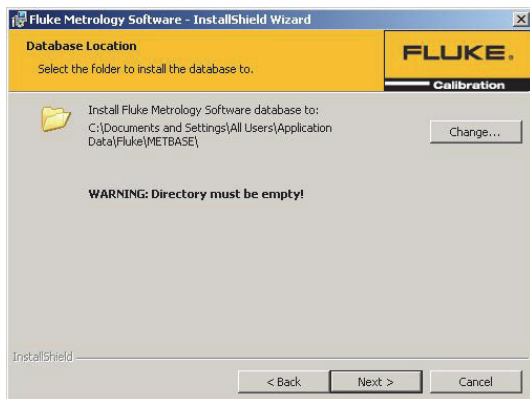 Fluke Metrology Software - InstallShield Wizard
Database Location
Select the folder to install the database to.
FLUKE®
Calibration
Install Fluke Metrology Software database to:
C:\Documents and Settings\All Users\Application
Data\Fluke\METBASE\
Change...
WARNING: Directory must be empty!
InstallShield
< Back
Next >
Cancel